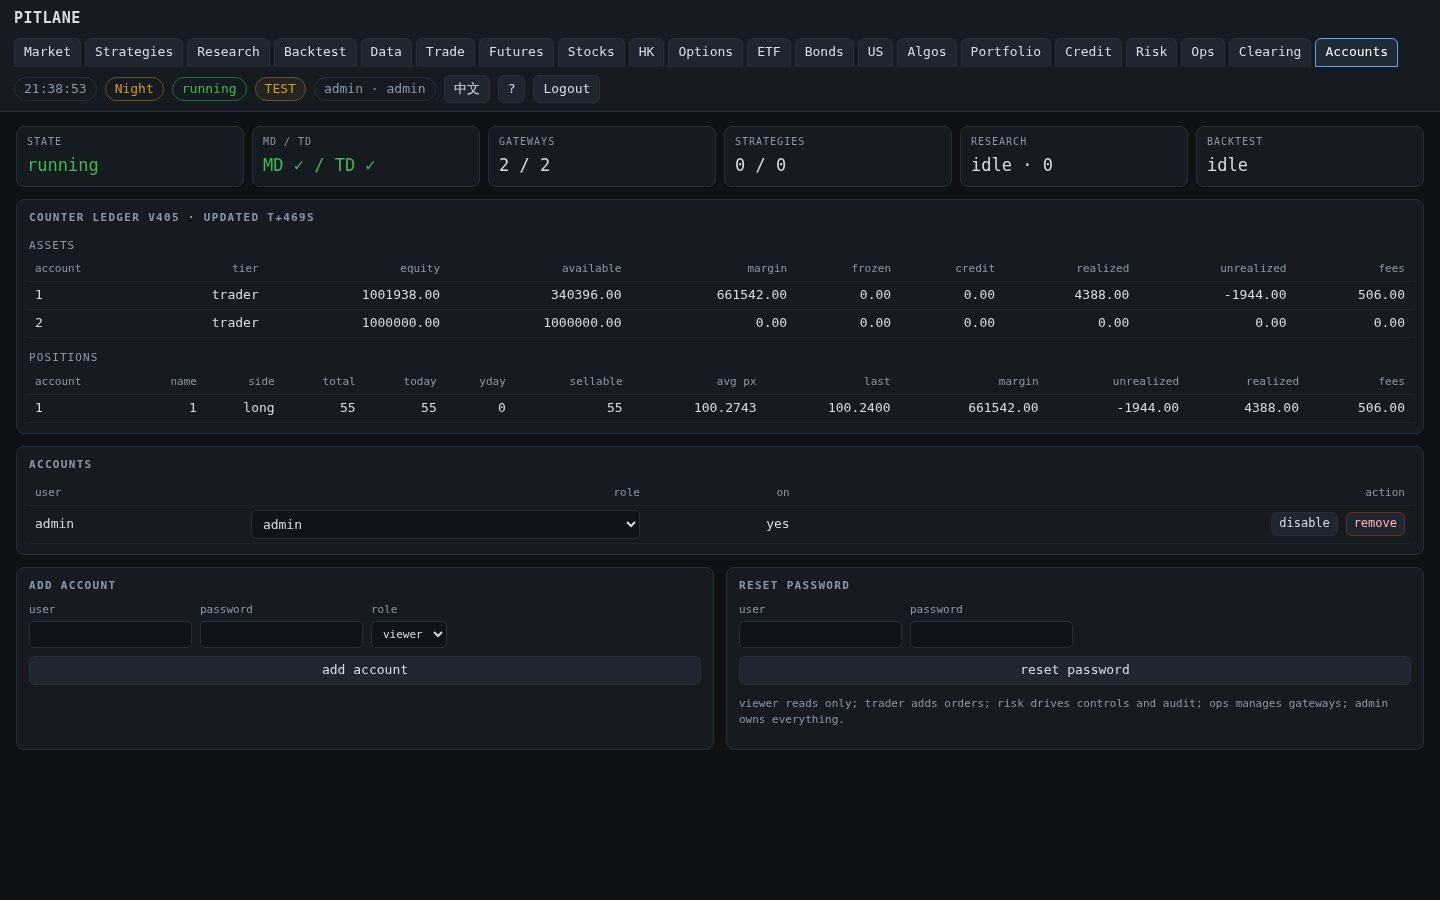 PITLANE
Market Strategies Research Backtest Data Trade Futures Stocks HK Options ETF Bonds US Algos Portfolio Credit Risk Ops Clearing Accounts
21:38:53 Night running TEST admin · admin 中文 ? Logout
STATE MD / TD GATEWAYS STRATEGIES RESEARCH BACKTEST
running MD ✓ / TD ✓ 2 / 2 0 / 0 idle · 0 idle
COUNTER LEDGER V405 · UPDATED T+469S
ASSETS
account tier equity available margin frozen credit realized unrealized fees
1 trader 1001938.00 340396.00 661542.00 0.00 0.00 4388.00 -1944.00 506.00
2 trader 1000000.00 1000000.00 0.00 0.00 0.00 0.00 0.00 0.00
POSITIONS
account name side total today yday sellable avg px last margin unrealized realized fees
1 1 long 55 55 0 55 100.2743 100.2400 661542.00 -1944.00 4388.00 506.00
ACCOUNTS
user role on action
admin admin yes disable remove
ADD ACCOUNT
user password role
viewer
add account
RESET PASSWORD
user password
reset password
viewer reads only; trader adds orders; risk drives controls and audit; ops manages gateways; admin
owns everything.